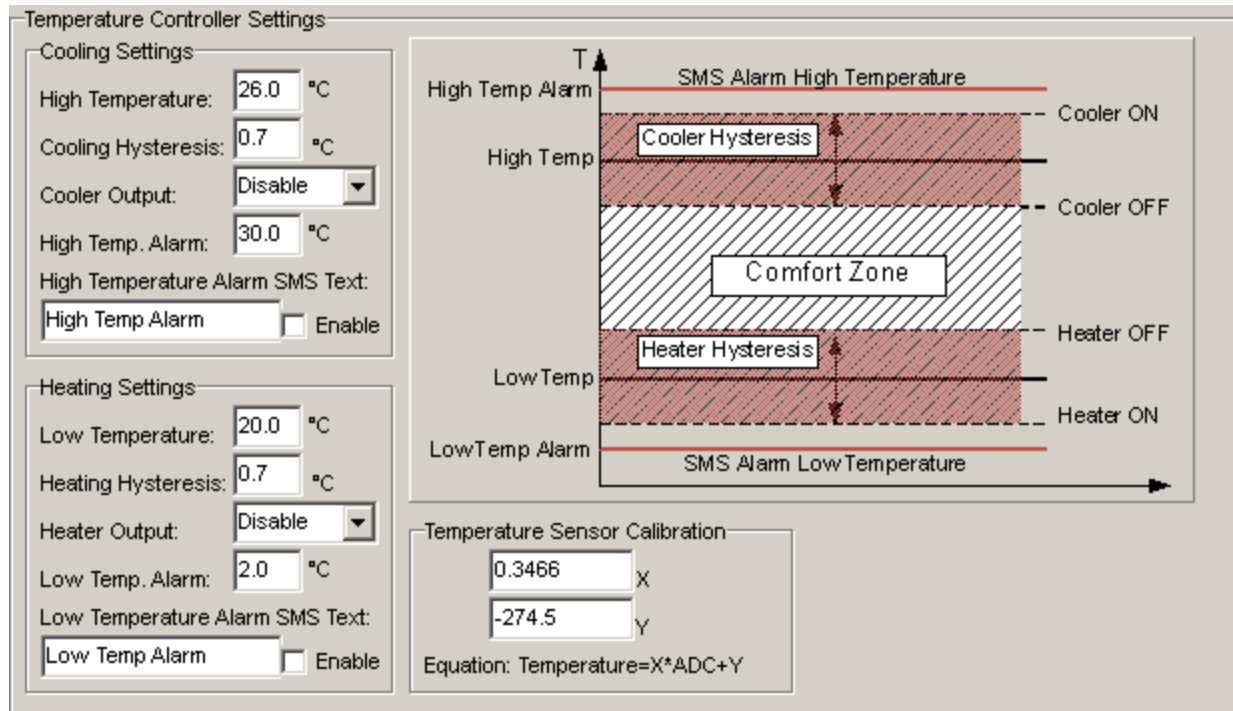 Temperature Controller Settings
Cooling Settings
High Temperature: 26.0 °C
Cooling Hysteresis: 0.7 °C
Cooler Output: Disable
High Temp. Alarm: 30.0 °C
High Temperature Alarm SMS Text:
High Temp Alarm Enable
Heating Settings
Low Temperature: 20.0 °C
Heating Hysteresis: 0.7 °C
Heater Output: Disable
Low Temp. Alarm: 2.0 °C
Low Temperature Alarm SMS Text:
Low Temp Alarm Enable
T
High Temp Alarm SMS Alarm High Temperature
Cooler ON
Cooler Hysteresis
High Temp
Cooler OFF
Comfort Zone
Heater OFF
Heater Hysteresis
Low Temp
Heater ON
Low Temp Alarm
SMS Alarm Low Temperature
Temperature Sensor Calibration
0.3466 X
-274.5 Y
Equation: Temperature=X*ADC+Y